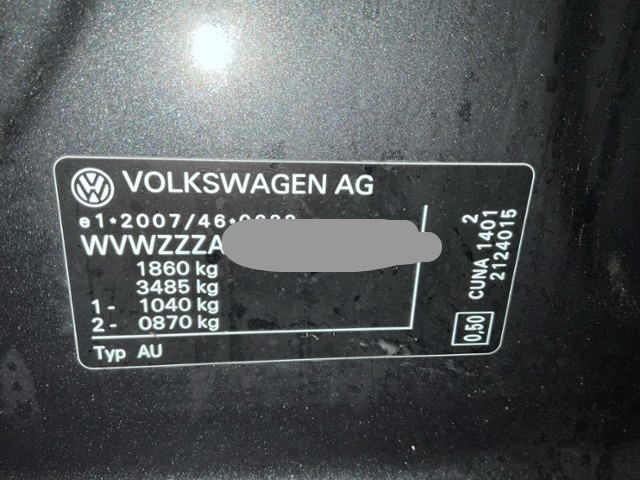 VOLKSWAGEN AG
e1*2007/46*
WVWZZZA
1860 kg
3485 kg
1- 1040 kg
2- 0870 kg
Typ AU
2
CUNA 1401
2124015
0,50